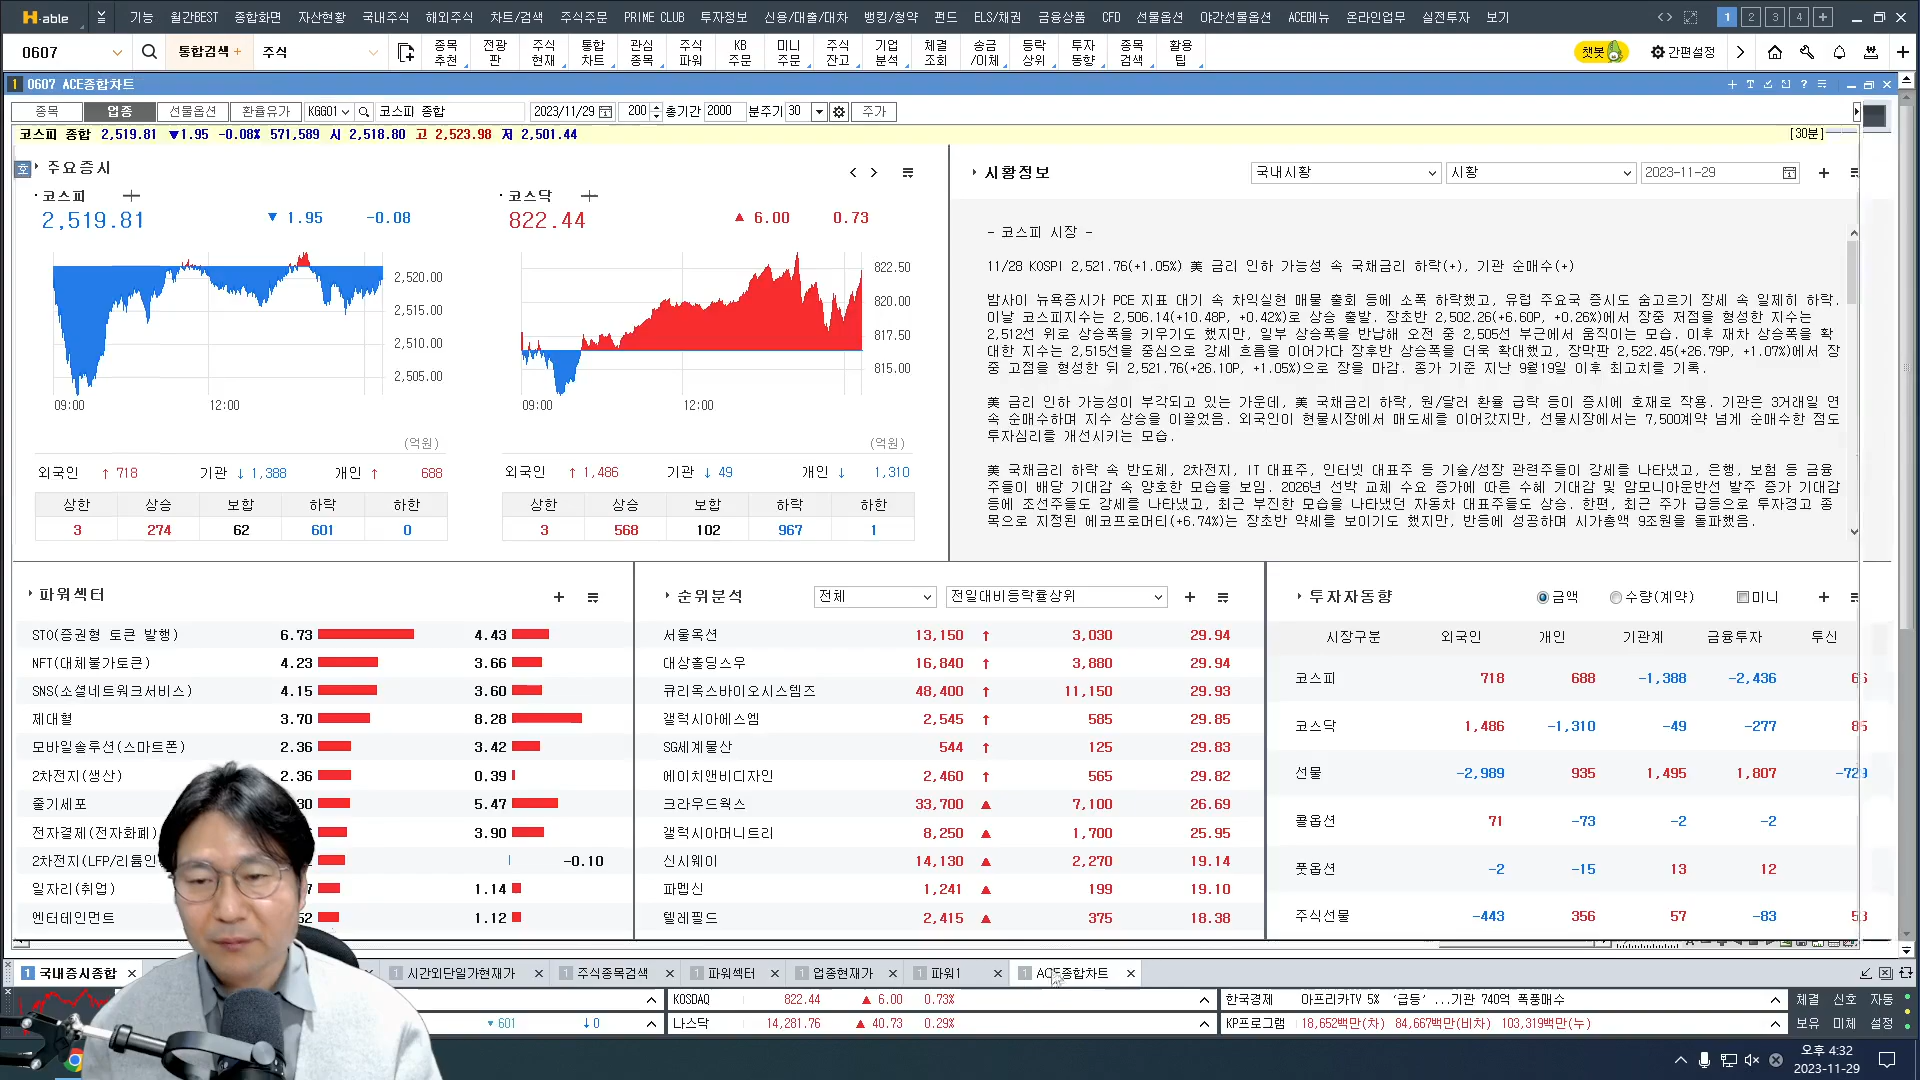 H-able 기능 월간BEST 종합화면 자산현황 국내주식 해외주식 차트/검색 주식주문 PRIME CLUB 투자정보 신용/대출/대차 뱅킹/청약 펀드 ELS/채권 금융상품 CFD 선물옵션 야간선물옵션 ACE메뉴 온라인업무 실전투자 보기 1 2 3 4
0607 통합검색+ 주식 종목추천 전광판 주식현재 통합차트 관심종목 주식파워 KB주문 미니주문 주식잔고 기업분석 체결조회 송금/이체 등락상위 투자동향 종목검색 활용팁 챗봇 간편설정
1 0607 ACE종합차트
종목 업종 선물옵션 환율유가 KGG01 코스피 종합 2023/11/29 200 총기간 2000 분주기 30 주가
코스피 종합 2,519.81 ▼1.95 -0.08% 571,589 시 2,518.80 고 2,523.98 저 2,501.44 [30분]
주요증시
코스피
2,519.81 ▼ 1.95 -0.08
2,520.00
2,515.00
2,510.00
2,505.00
09:00 12:00
(억원)
외국인 ↑ 718 기관 ↓ 1,388 개인 ↑ 688
상한 상승 보합 하락 하한
3 274 62 601 0
코스닥
822.44 ▲ 6.00 0.73
822.50
820.00
817.50
815.00
09:00 12:00
(억원)
외국인 ↑ 1,486 기관 ↓ 49 개인 ↓ 1,310
상한 상승 보합 하락 하한
3 568 102 967 1
시황정보 국내시황 시황 2023-11-29
- 코스피 시장 -
11/28 KOSPI 2,521.76(+1.05%) 美 금리 인하 가능성 속 국채금리 하락(+), 기관 순매수(+)
밤사이 뉴욕증시가 PCE 지표 대기 속 차익실현 매물 출회 등에 소폭 하락했고, 유럽 주요국 증시도 숨고르기 장세 속 일제히 하락.
이날 코스피지수는 2,506.14(+10.48P, +0.42%)로 상승 출발. 장초반 2,502.26(+6.60P, +0.26%)에서 장중 저점을 형성한 지수는
2,512선 위로 상승폭을 키우기도 했지만, 일부 상승폭을 반납해 오전 중 2,505선 부근에서 움직이는 모습. 이후 재차 상승폭을 확
대한 지수는 2,515선을 중심으로 강세 흐름을 이어가다 장후반 상승폭을 더욱 확대했고, 장막판 2,522.45(+26.79P, +1.07%)에서 장
중 고점을 형성한 뒤 2,521.76(+26.10P, +1.05%)으로 장을 마감. 종가 기준 지난 9월19일 이후 최고치를 기록.
美 금리 인하 가능성이 부각되고 있는 가운데, 美 국채금리 하락, 원/달러 환율 급락 등이 증시에 호재로 작용. 기관은 3거래일 연
속 순매수하며 지수 상승을 이끌었음. 외국인이 현물시장에서 매도세를 이어갔지만, 선물시장에서는 7,500계약 넘게 순매수한 점도
투자심리를 개선시키는 모습.
美 국채금리 하락 속 반도체, 2차전지, IT 대표주, 인터넷 대표주 등 기술/성장 관련주들이 강세를 나타냈고, 은행, 보험 등 금융
주들이 배당 기대감 속 양호한 모습을 보임. 2026년 선박 교체 수요 증가에 따른 수혜 기대감 및 암모니아운반선 발주 증가 기대감
등에 조선주들도 강세를 나타냈고, 최근 부진한 모습을 나타냈던 자동차 대표주들도 상승. 한편, 최근 주가 급등으로 투자경고 종
목으로 지정된 에코프로머티(+6.74%)는 장초반 약세를 보이기도 했지만, 반등에 성공하며 시가총액 9조원을 돌파했음.
파워섹터
STO(증권형 토큰 발행) 6.73 4.43
NFT(대체불가토큰) 4.23 3.66
SNS(소셜네트워크서비스) 4.15 3.60
제대혈 3.70 8.28
모바일솔루션(스마트폰) 2.36 3.42
2차전지(생산) 2.36 0.39
줄기세포 30 5.47
전자결제(전자화폐) 3.90
2차전지(LFP/리튬인 -0.10
일자리(취업) 7 1.14
엔터테인먼트 52 1.12
순위분석 전체 전일대비등락률상위
서울옥션 13,150 ↑ 3,030 29.94
대상홀딩스우 16,840 ↑ 3,880 29.94
큐리옥스바이오시스템즈 48,400 ↑ 11,150 29.93
갤럭시아에스엠 2,545 ↑ 585 29.85
SG세계물산 544 ↑ 125 29.83
에이치앤비디자인 2,460 ↑ 565 29.82
크라우드웍스 33,700 ▲ 7,100 26.69
갤럭시아머니트리 8,250 ▲ 1,700 25.95
신시웨이 14,130 ▲ 2,270 19.14
파멥신 1,241 ▲ 199 19.10
텔레필드 2,415 ▲ 375 18.38
투자자동향 금액 수량(계약) 미니
시장구분 외국인 개인 기관계 금융투자 투신
코스피 718 688 -1,388 -2,436
코스닥 1,486 -1,310 -49 -277
선물 -2,989 935 1,495 1,807
콜옵션 71 -73 -2 -2
풋옵션 -2 -15 13 12
주식선물 -443 356 57 -83
1 국내증시종합 1 시간외단일가현재가 1 주식종목검색 1 파워섹터 1 업종현재가 1 파워1 1 ACE종합차트
KOSDAQ 822.44 ▲ 6.00 0.73% 한국경제 아프리카TV 5% '급등' ...기관 740억 폭풍매수 체결 신호 자동
▼601 ↓0 나스닥 14,281.76 ▲ 40.73 0.29% KP프로그램 18,652백만(차) 84,667백만(비차) 103,319백만(누) 보유 미체 설정
오후 4:32
2023-11-29